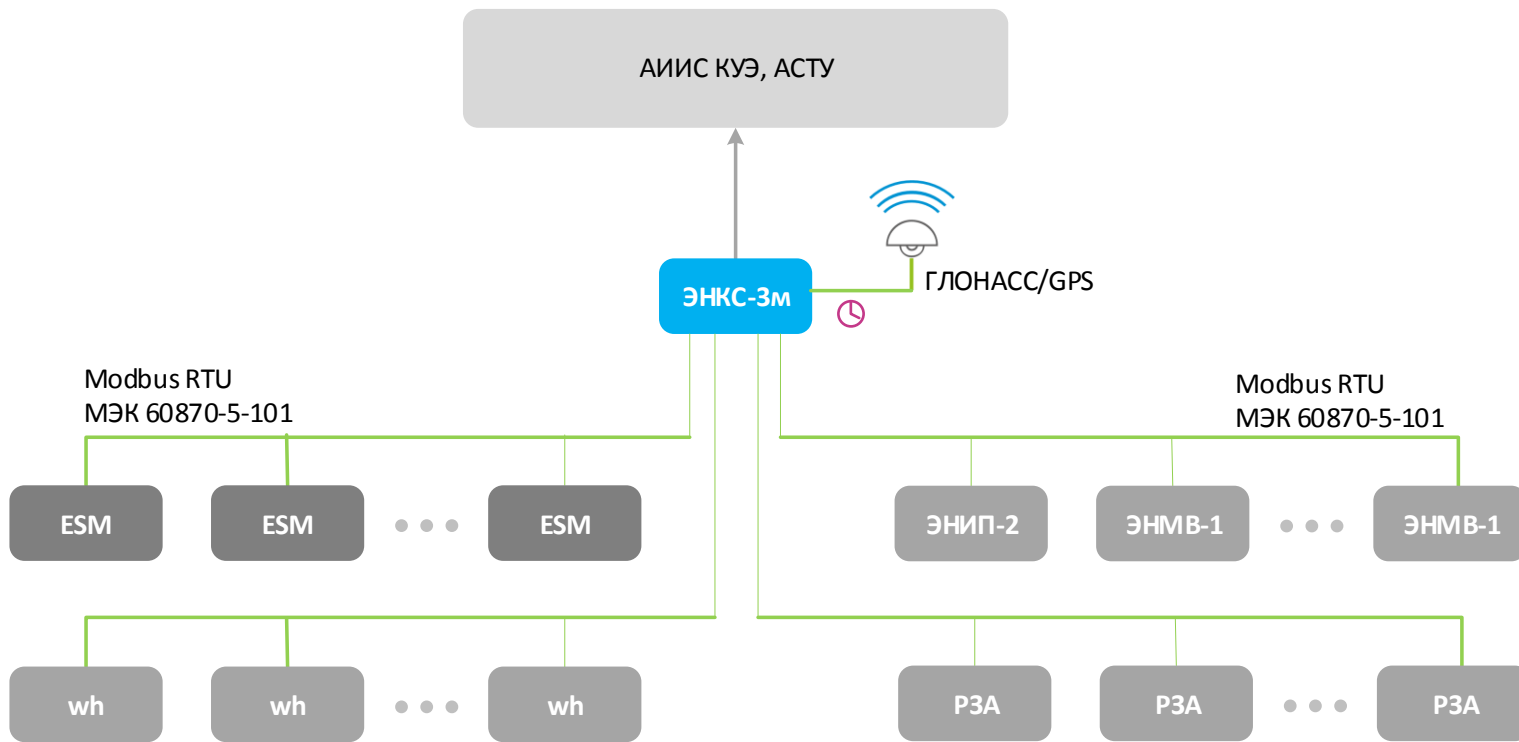 АИИС КУЭ, АСТУ
ЭНКС-3м
ГЛОНАСС/GPS
Modbus RTU
МЭК 60870-5-101
Modbus RTU
МЭК 60870-5-101
ESM
ESM
ESM
ЭНИП-2
ЭНМВ-1
ЭНМВ-1
wh
wh
wh
РЗА
РЗА
РЗА